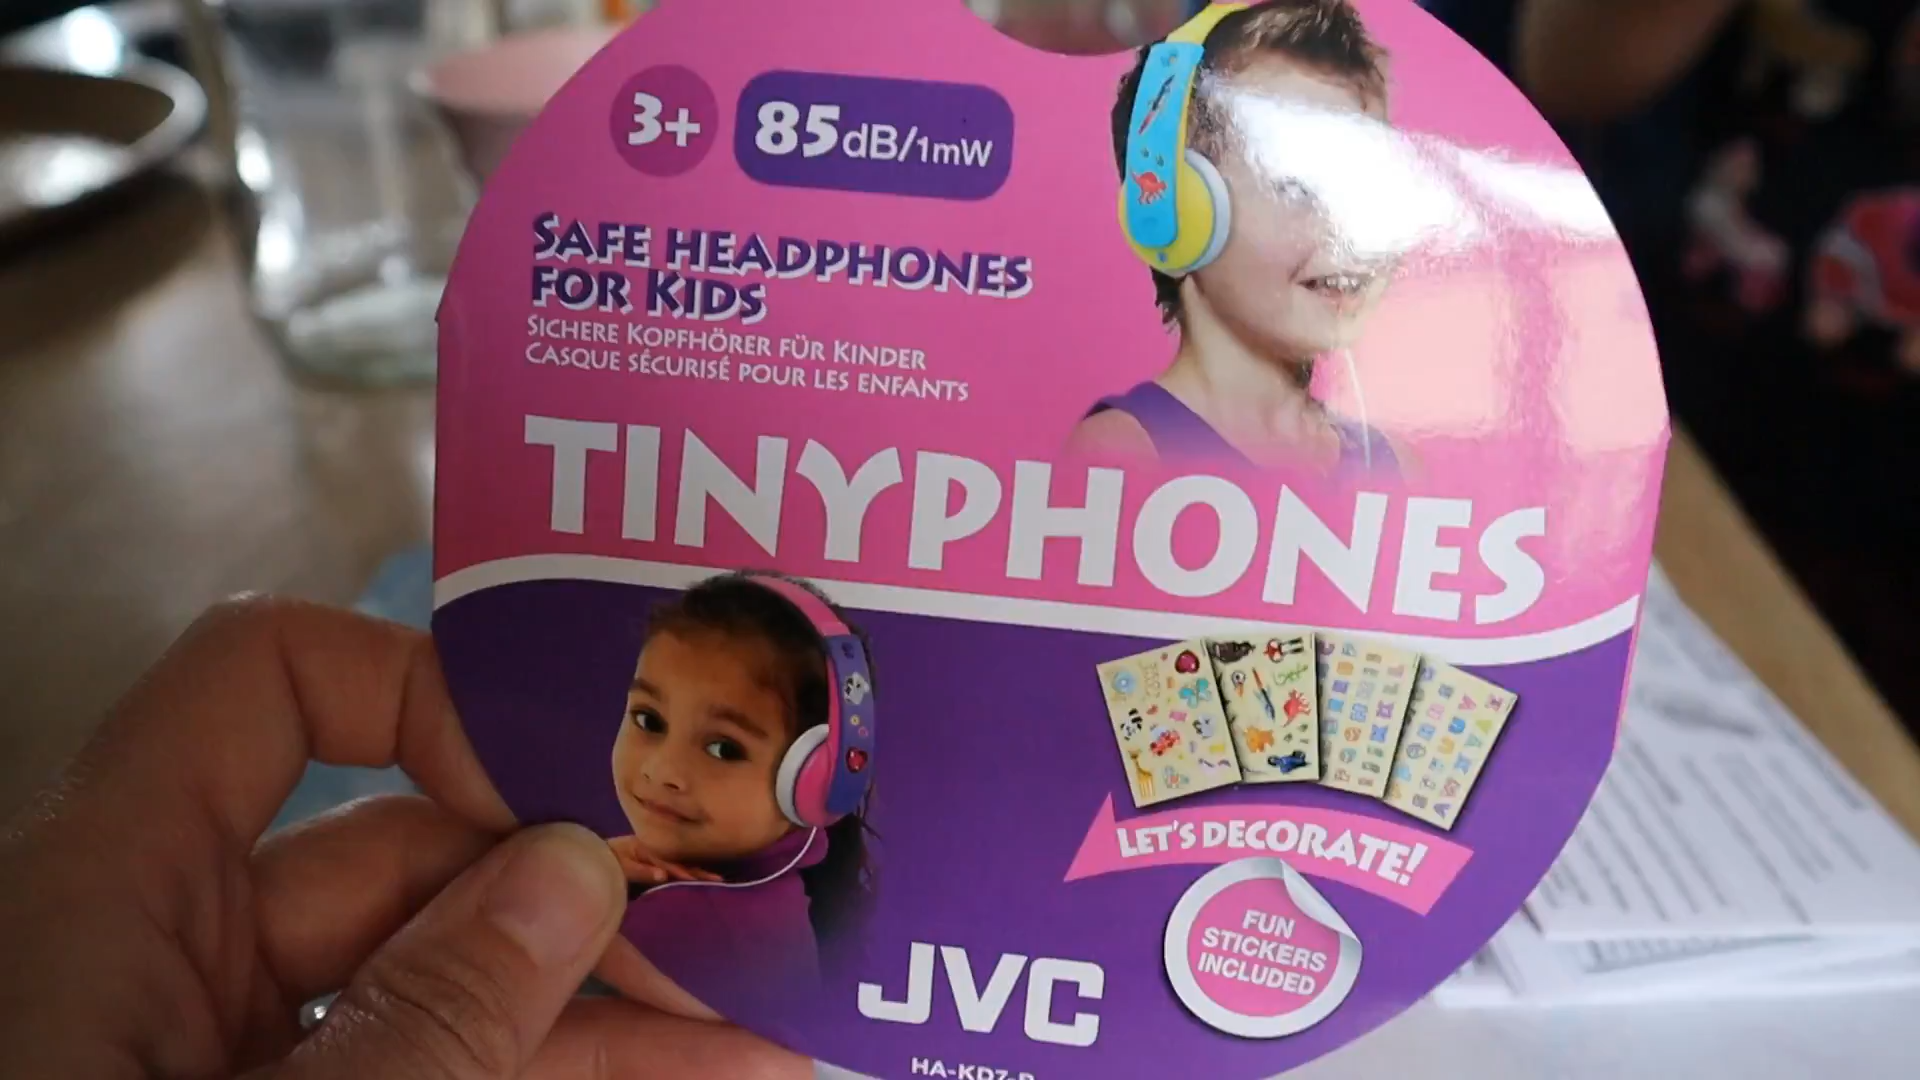 3+
85dB/1mW
SAFE HEADPHONES
FOR KIDS
SICHERE KOPFHÖRER FÜR KINDER
CASQUE SÉCURISÉ POUR LES ENFANTS
TINYPHONES
LET'S DECORATE!
FUN
STICKERS
INCLUDED
JVC